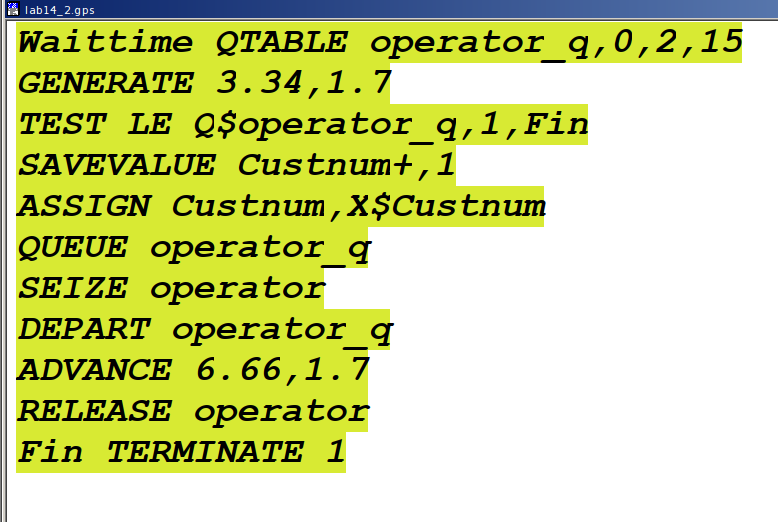 lab14_2.gps
Waittime QTABLE operator_q,0,2,15
GENERATE 3.34,1.7
TEST LE Q$operator_q,1,Fin
SAVEVALUE Custnum+,1
ASSIGN Custnum,X$Custnum
QUEUE operator_q
SEIZE operator
DEPART operator_q
ADVANCE 6.66,1.7
RELEASE operator
Fin TERMINATE 1